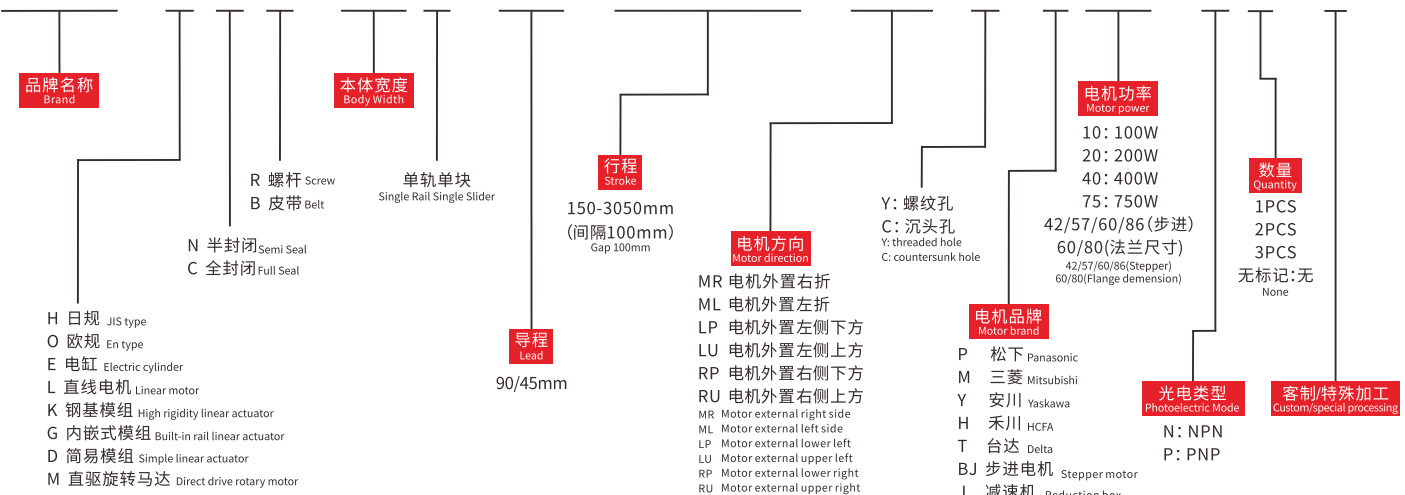 品牌名称
Brand
H 日规 JIS type
O 欧规 En type
E 电缸 Electric cylinder
L 直线电机 Linear motor
K 钢基模组 High rigidity linear actuator
G 内嵌式模组 Built-in rail linear actuator
D 简易模组 Simple linear actuator
M 直驱旋转马达 Direct drive rotary motor
N 半封闭 Semi Seal
C 全封闭 Full Seal
R 螺杆 Screw
B 皮带 Belt
本体宽度
Body Width
单轨单块
Single Rail Single Slider
导程
Lead
90/45mm
行程
Stroke
150-3050mm
(间隔100mm)
Gap 100mm
电机方向
Motor direction
MR 电机外置右折
ML 电机外置左折
LP 电机外置左侧下方
LU 电机外置左侧上方
RP 电机外置右侧下方
RU 电机外置右侧上方
MR Motor external right side
ML Motor external left side
LP Motor external lower left
LU Motor external upper left
RP Motor external lower right
RU Motor external upper right
Y: 螺纹孔
C: 沉头孔
Y: threaded hole
C: countersunk hole
电机品牌
Motor brand
P 松下 Panasonic
M 三菱 Mitsubishi
Y 安川 Yaskawa
H 禾川 HCFA
T 台达 Delta
BJ 步进电机 Stepper motor
减速机 Reduction box
电机功率
Motor power
10: 100W
20: 200W
40: 400W
75: 750W
42/57/60/86(步进)
60/80(法兰尺寸)
42/57/60/86(Stepper)
60/80(Flange demension)
光电类型
Photoelectric Mode
N: NPN
P: PNP
数量
Quantity
1PCS
2PCS
3PCS
无标记:无
None
客制/特殊加工
Custom/special processing